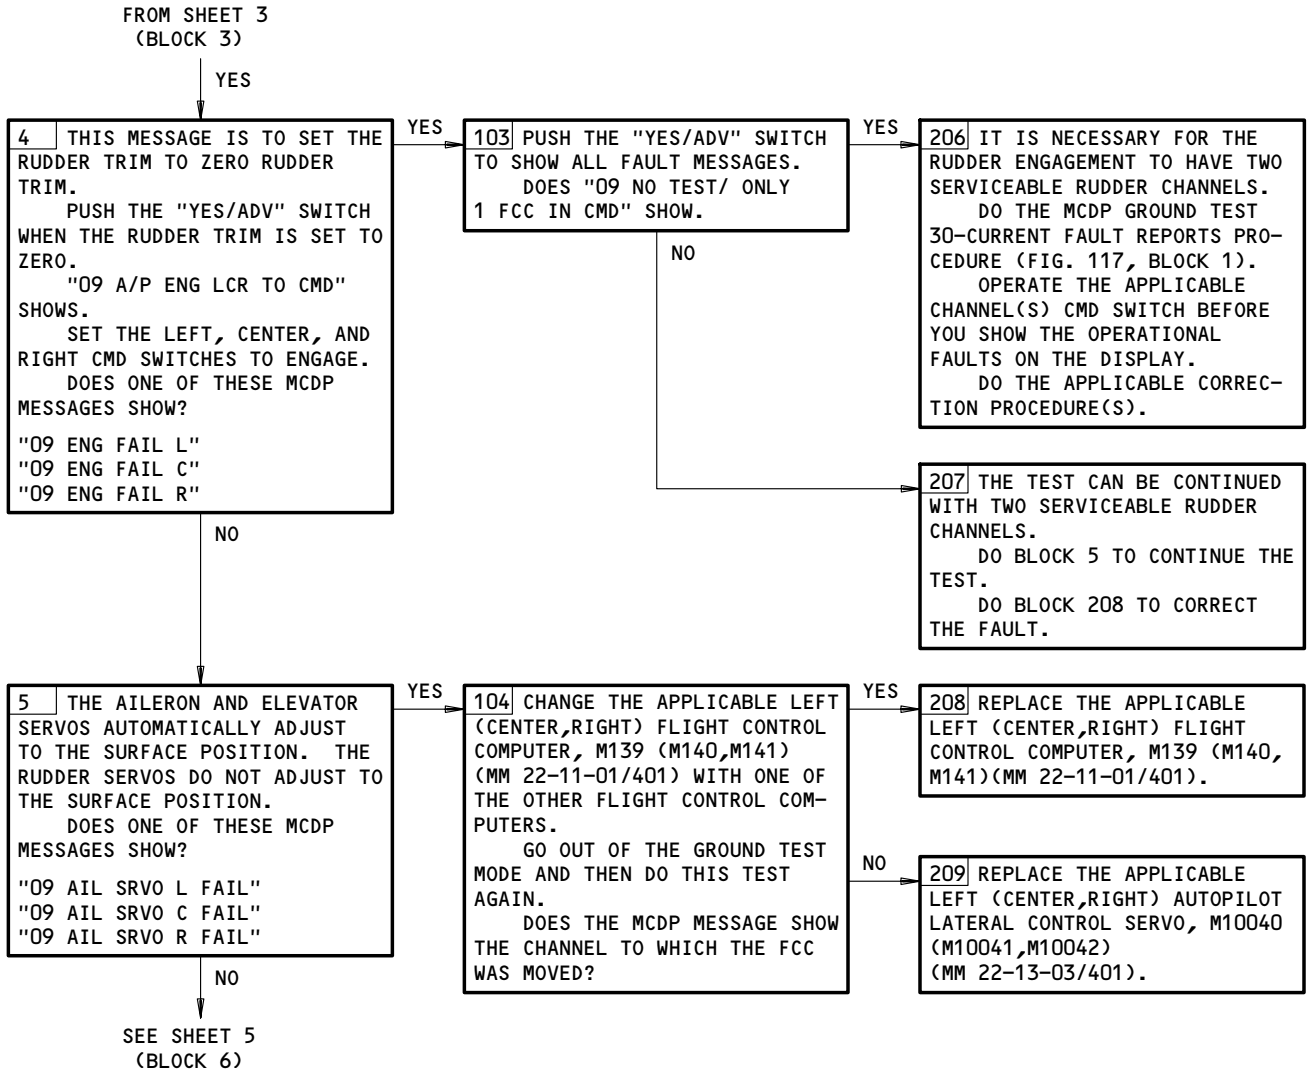 FROM SHEET 3
(BLOCK 3)
YES
4 THIS MESSAGE IS TO SET THE
RUDDER TRIM TO ZERO RUDDER
TRIM.
PUSH THE "YES/ADV" SWITCH
WHEN THE RUDDER TRIM IS SET TO
ZERO.
"09 A/P ENG LCR TO CMD"
SHOWS.
SET THE LEFT, CENTER, AND
RIGHT CMD SWITCHES TO ENGAGE.
DOES ONE OF THESE MCDP
MESSAGES SHOW?
"09 ENG FAIL L"
"09 ENG FAIL C"
"09 ENG FAIL R"
YES
103 PUSH THE "YES/ADV" SWITCH
TO SHOW ALL FAULT MESSAGES.
DOES "09 NO TEST/ ONLY
1 FCC IN CMD" SHOW.
YES
206 IT IS NECESSARY FOR THE
RUDDER ENGAGEMENT TO HAVE TWO
SERVICEABLE RUDDER CHANNELS.
DO THE MCDP GROUND TEST
30-CURRENT FAULT REPORTS PRO-
CEDURE (FIG. 117, BLOCK 1).
OPERATE THE APPLICABLE
CHANNEL(S) CMD SWITCH BEFORE
YOU SHOW THE OPERATIONAL
FAULTS ON THE DISPLAY.
DO THE APPLICABLE CORREC-
TION PROCEDURE(S).
NO
207 THE TEST CAN BE CONTINUED
WITH TWO SERVICEABLE RUDDER
CHANNELS.
DO BLOCK 5 TO CONTINUE THE
TEST.
DO BLOCK 208 TO CORRECT
THE FAULT.
NO
5 THE AILERON AND ELEVATOR
SERVOS AUTOMATICALLY ADJUST
TO THE SURFACE POSITION. THE
RUDDER SERVOS DO NOT ADJUST TO
THE SURFACE POSITION.
DOES ONE OF THESE MCDP
MESSAGES SHOW?
"09 AIL SRVO L FAIL"
"09 AIL SRVO C FAIL"
"09 AIL SRVO R FAIL"
YES
104 CHANGE THE APPLICABLE LEFT
(CENTER,RIGHT) FLIGHT CONTROL
COMPUTER, M139 (M140,M141)
(MM 22-11-01/401) WITH ONE OF
THE OTHER FLIGHT CONTROL COM-
PUTERS.
GO OUT OF THE GROUND TEST
MODE AND THEN DO THIS TEST
AGAIN.
DOES THE MCDP MESSAGE SHOW
THE CHANNEL TO WHICH THE FCC
WAS MOVED?
YES
208 REPLACE THE APPLICABLE
LEFT (CENTER,RIGHT) FLIGHT
CONTROL COMPUTER, M139 (M140,
M141)(MM 22-11-01/401).
NO
209 REPLACE THE APPLICABLE
LEFT (CENTER,RIGHT) AUTOPILOT
LATERAL CONTROL SERVO, M10040
(M10041,M10042)
(MM 22-13-03/401).
NO
SEE SHEET 5
(BLOCK 6)